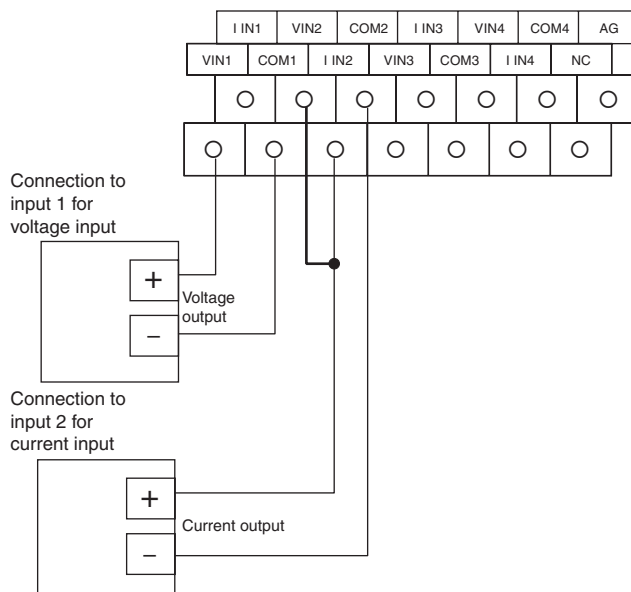 I IN1 VIN2 COM2 I IN3 VIN4 COM4 AG
VIN1 COM1 I IN2 VIN3 COM3 I IN4 NC
Connection to
input 1 for
voltage input
+
Voltage
output
−
Connection to
input 2 for
current input
+
Current output
−